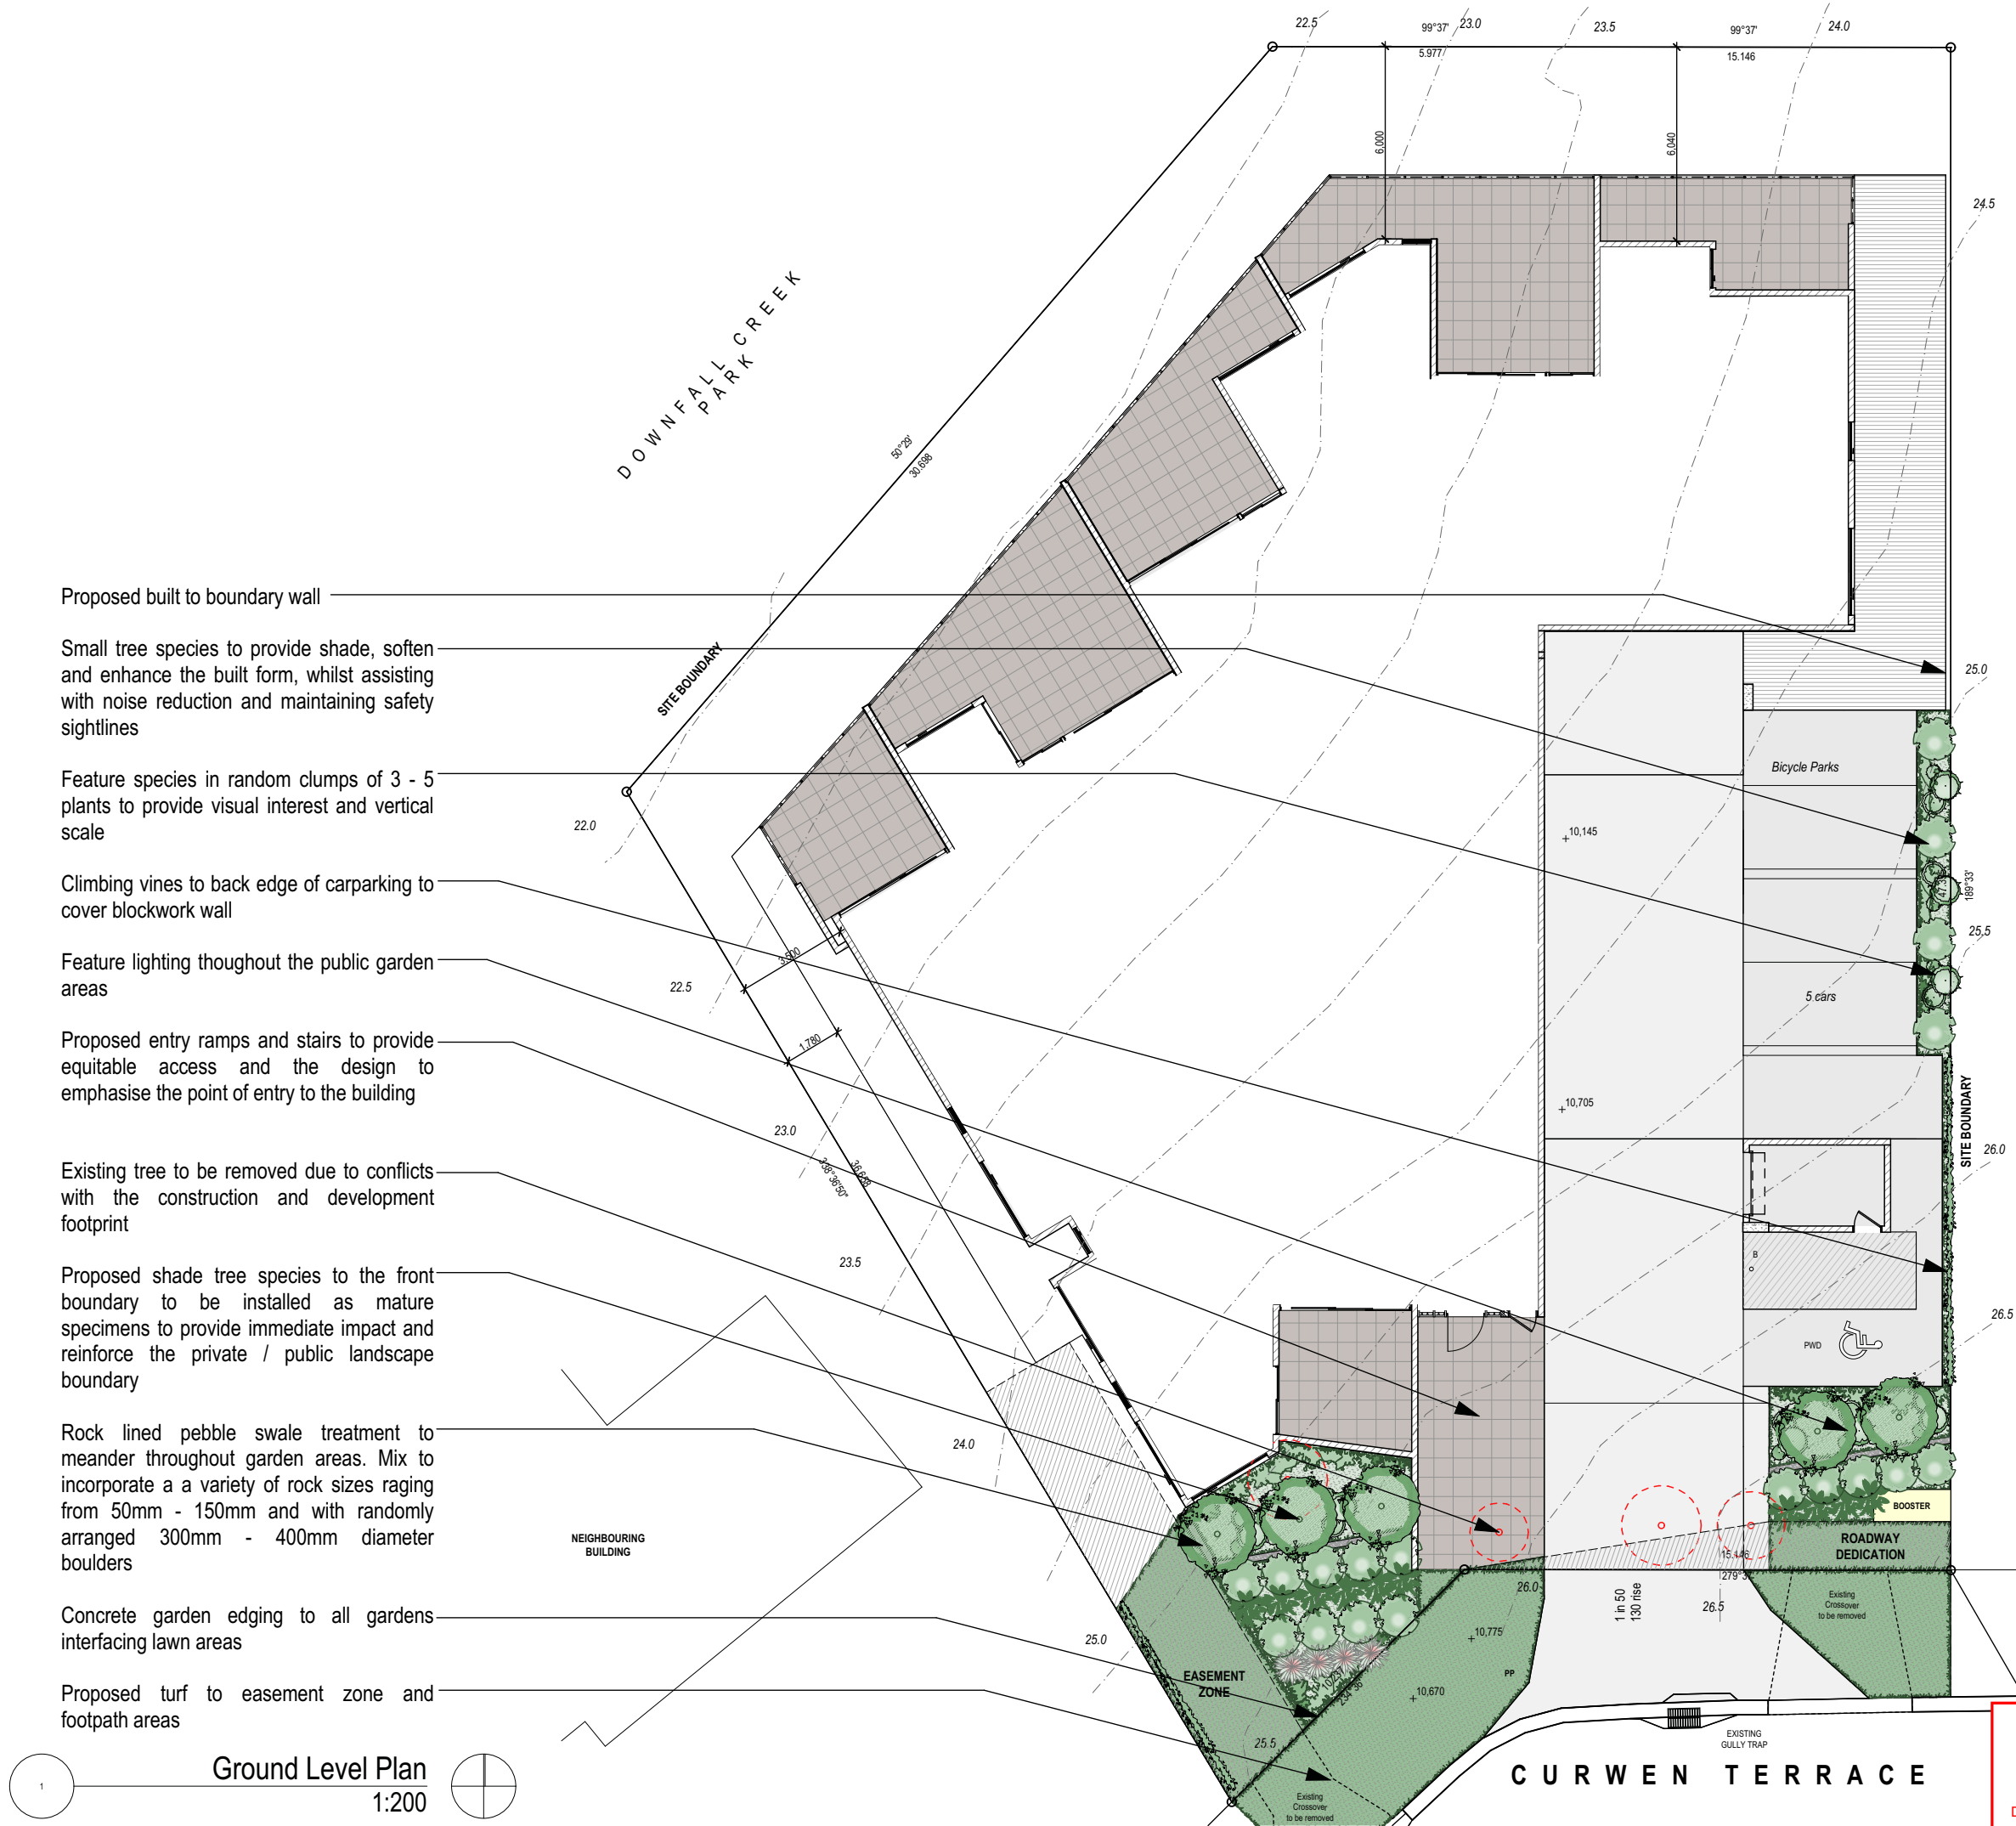 22.5
99°37'
23.0
23.5
99°37'
24.0
5.977
15.146
6.000
6.040
24.5
DOWNFALL CREEK
PARK
50°29'
30.698
Proposed built to boundary wall
Small tree species to provide shade, soften
and enhance the built form, whilst assisting
with noise reduction and maintaining safety
sightlines
SITE BOUNDARY
25.0
Feature species in random clumps of 3 - 5
plants to provide visual interest and vertical
scale
Bicycle Parks
22.0
10,145
Climbing vines to back edge of carparking to
cover blockwork wall
189°33'
25.5
3.500
Feature lighting thoughout the public garden
areas
22.5
5 cars
Proposed entry ramps and stairs to provide
equitable access and the design to
emphasise the point of entry to the building
1.780
10,705
SITE BOUNDARY
23.0
26.0
36.668
338°36'50"
Existing tree to be removed due to conflicts
with the construction and development
footprint
23.5
B
26.5
Proposed shade tree species to the front
boundary to be installed as mature
specimens to provide immediate impact and
reinforce the private / public landscape
boundary
PWD
24.0
Rock lined pebble swale treatment to
meander throughout garden areas. Mix to
incorporate a a variety of rock sizes raging
from 50mm - 150mm and with randomly
arranged 300mm - 400mm diameter
boulders
BOOSTER
NEIGHBOURING
BUILDING
ROADWAY
DEDICATION
15.146
26.0
1 in 50
130 rise
26.5
Existing
Crossover
to be removed
Concrete garden edging to all gardens
interfacing lawn areas
25.0
10,775
EASEMENT
ZONE
PP
10,670
Proposed turf to easement zone and
footpath areas
25.5
EXISTING
GULLY TRAP
CURWEN TERRACE
Existing
Crossover
to be removed
1
Ground Level Plan
1:200